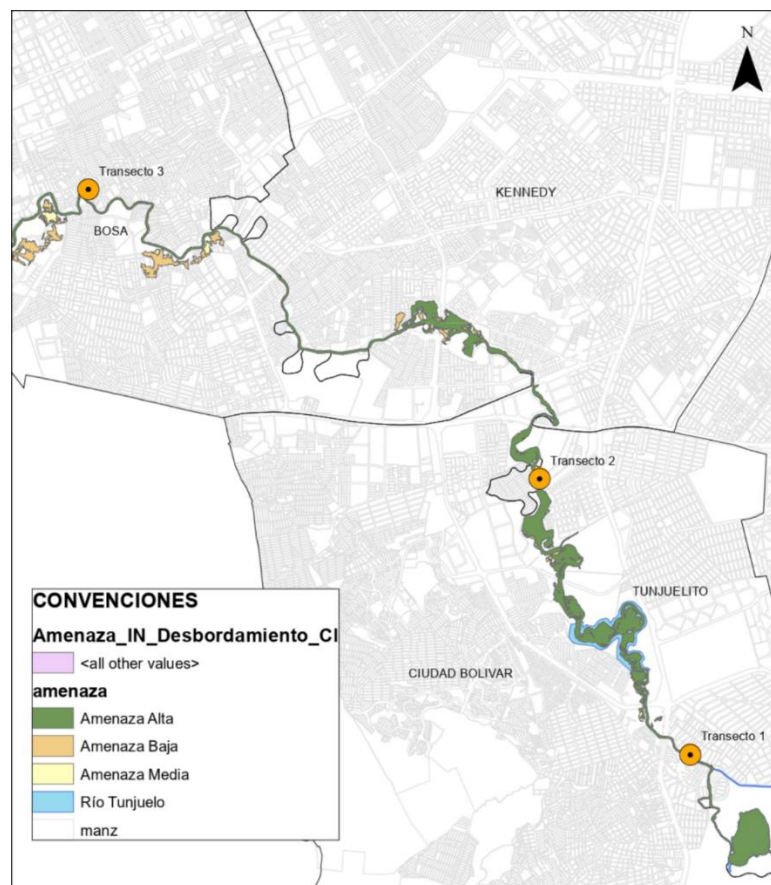 N
Transecto 3
KENNEDY
BOSA
Transecto 2
TUNJUELITO
CIUDAD BOLIVAR
Transecto 1
CONVENCIONES
Amenaza_IN_Desbordamiento_CI
<all other values>
amenaza
Amenaza Alta
Amenaza Baja
Amenaza Media
Río Tunjuelo
manz